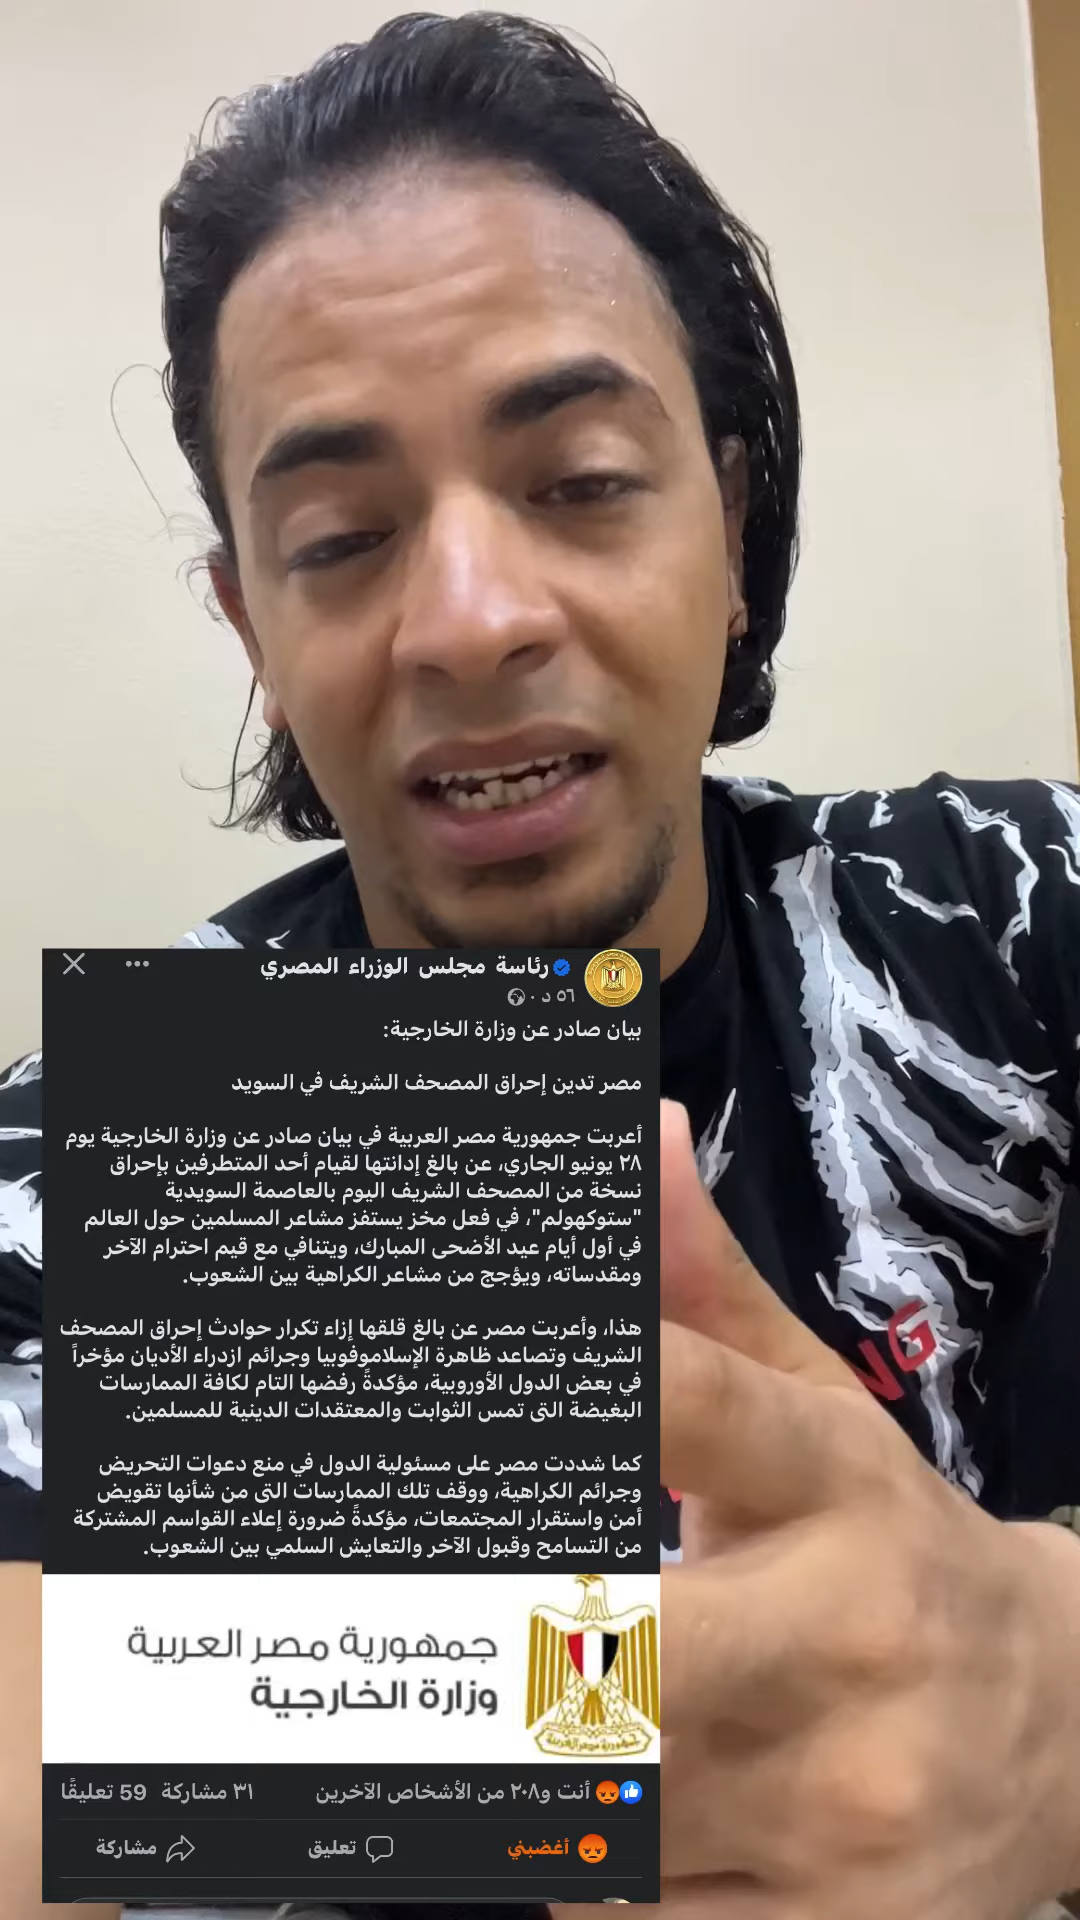 رئاسة مجلس الوزراء المصري
٥٦ د ·
بيان صادر عن وزارة الخارجية:
مصر تدين إحراق المصحف الشريف في السويد
أعربت جمهورية مصر العربية في بيان صادر عن وزارة الخارجية يوم
٢٨ يونيو الجاري، عن بالغ إدانتها لقيام أحد المتطرفين بإحراق
نسخة من المصحف الشريف اليوم بالعاصمة السويدية
"ستوكهولم"، في فعل مخز يستفز مشاعر المسلمين حول العالم
في أول أيام عيد الأضحى المبارك، ويتنافي مع قيم احترام الآخر
ومقدساته، ويؤجج من مشاعر الكراهية بين الشعوب.
هذا، وأعربت مصر عن بالغ قلقها إزاء تكرار حوادث إحراق المصحف
الشريف وتصاعد ظاهرة الإسلاموفوبيا وجرائم ازدراء الأديان مؤخراً
في بعض الدول الأوروبية، مؤكدةً رفضها التام لكافة الممارسات
البغيضة التى تمس الثوابت والمعتقدات الدينية للمسلمين.
كما شددت مصر على مسئولية الدول في منع دعوات التحريض
وجرائم الكراهية، ووقف تلك الممارسات التى من شأنها تقويض
أمن واستقرار المجتمعات، مؤكدةً ضرورة إعلاء القواسم المشتركة
من التسامح وقبول الآخر والتعايش السلمي بين الشعوب.
جمهورية مصر العربية
وزارة الخارجية
أنت و٢٠٨ من الأشخاص الآخرين
59 تعليقًا ٣١ مشاركة
أغضبني
تعليق
مشاركة
NG